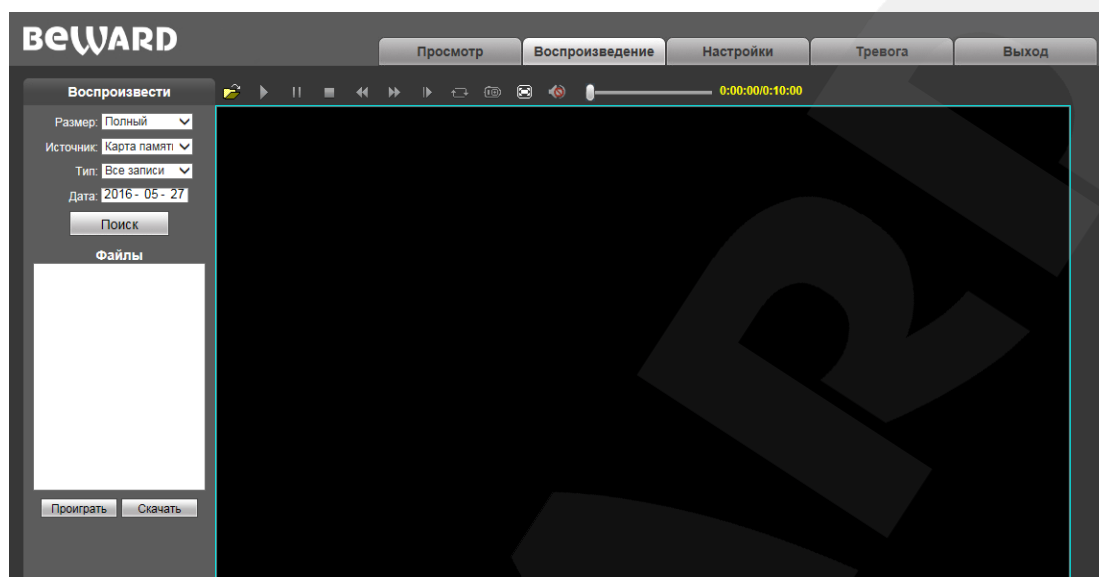 BEWARD
Просмотр Воспроизведение Настройки Тревога Выход
Воспроизвести 0:00:00/0:10:00
Размер: Полный
Источник: Карта памяти
Тип: Все записи
Дата: 2016 - 05 - 27
Поиск
Файлы
Проиграть Скачать